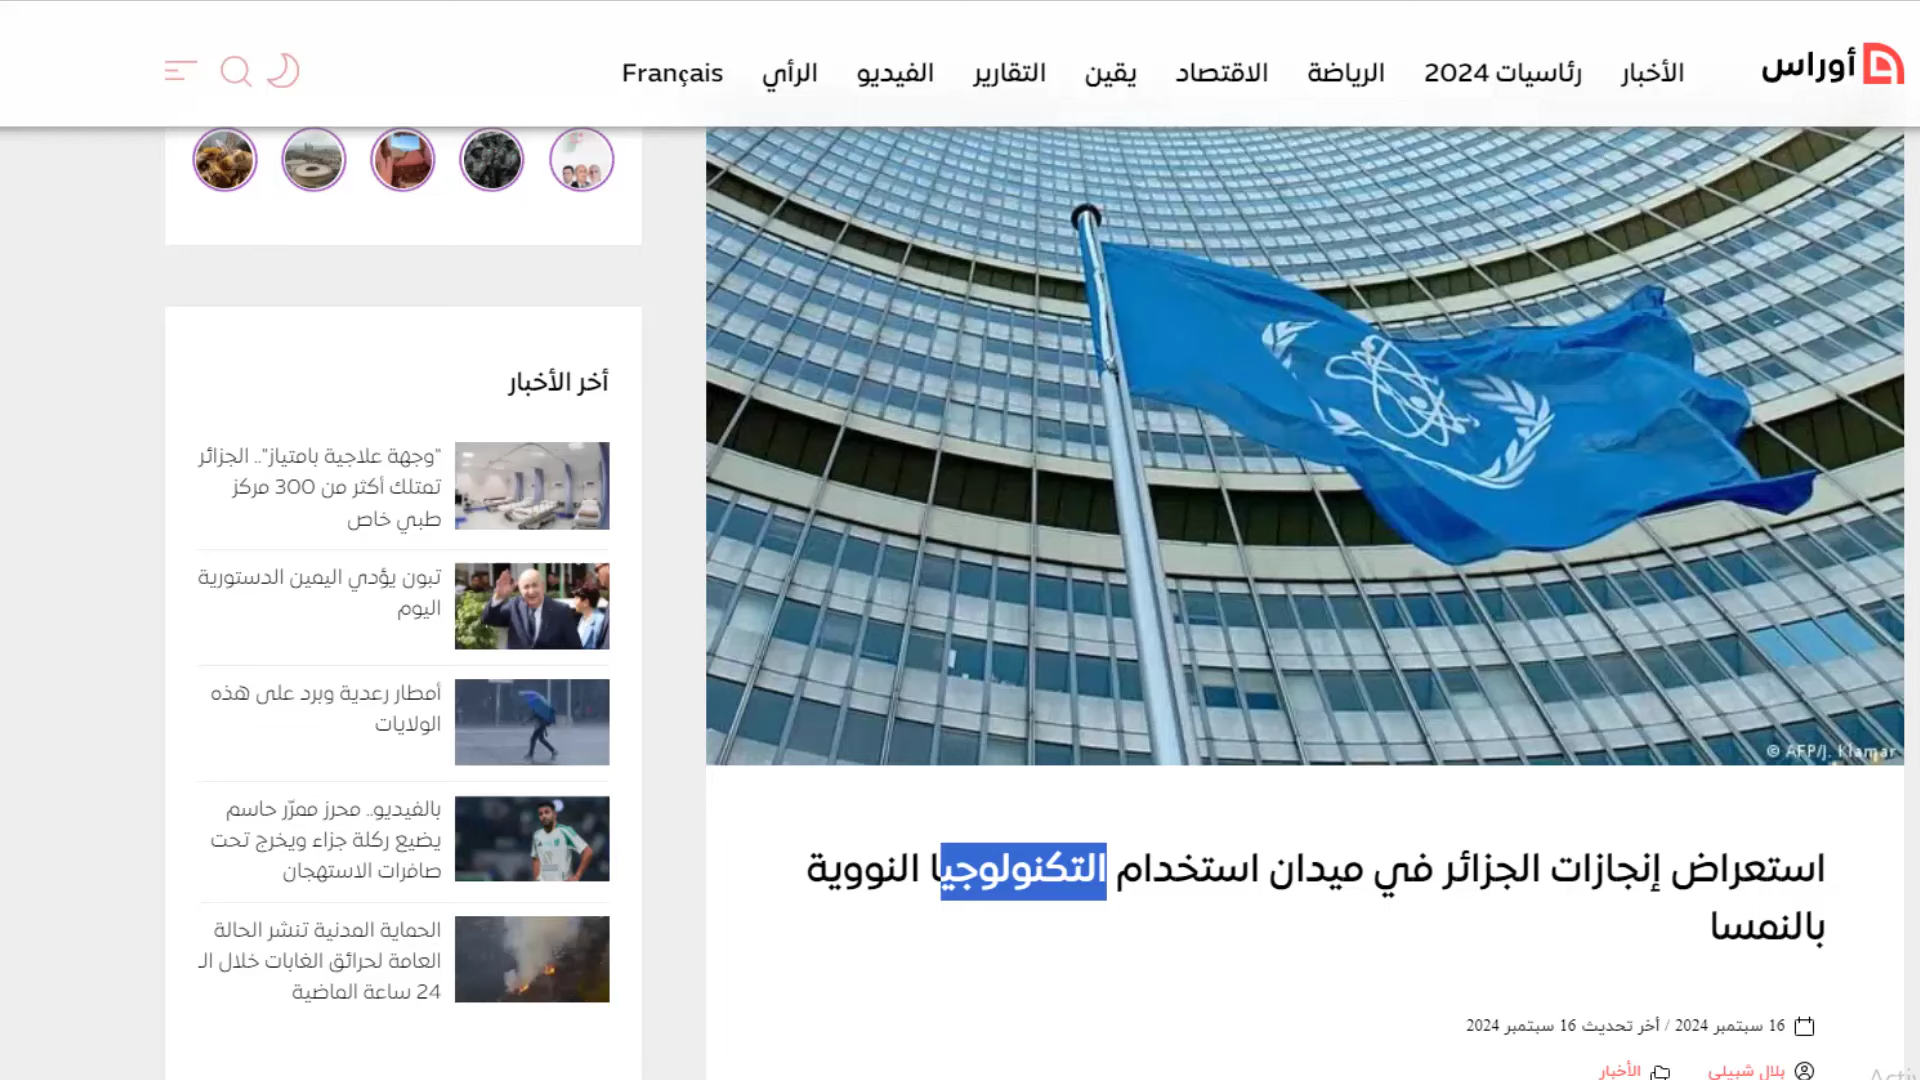 أوراس
الأخبار
رئاسيات 2024
الرياضة
الاقتصاد
يقين
التقارير
الفيديو
الرأي
Français
© AFP/J. Klamar
استعراض إنجازات الجزائر في ميدان استخدام التكنولوجيا النووية
بالنمسا
16 سبتمبر 2024 / أخر تحديث 16 سبتمبر 2024
بلال شبيلي
الأخبار
أخر الأخبار
"وجهة علاجية بامتياز".. الجزائر
تمتلك أكثر من 300 مركز
طبي خاص
تبون يؤدي اليمين الدستورية
اليوم
أمطار رعدية وبرد على هذه
الولايات
بالفيديو.. محرز ممرّر حاسم
يضيع ركلة جزاء ويخرج تحت
صافرات الاستهجان
الحماية المدنية تنشر الحالة
العامة لحرائق الغابات خلال الـ
24 ساعة الماضية